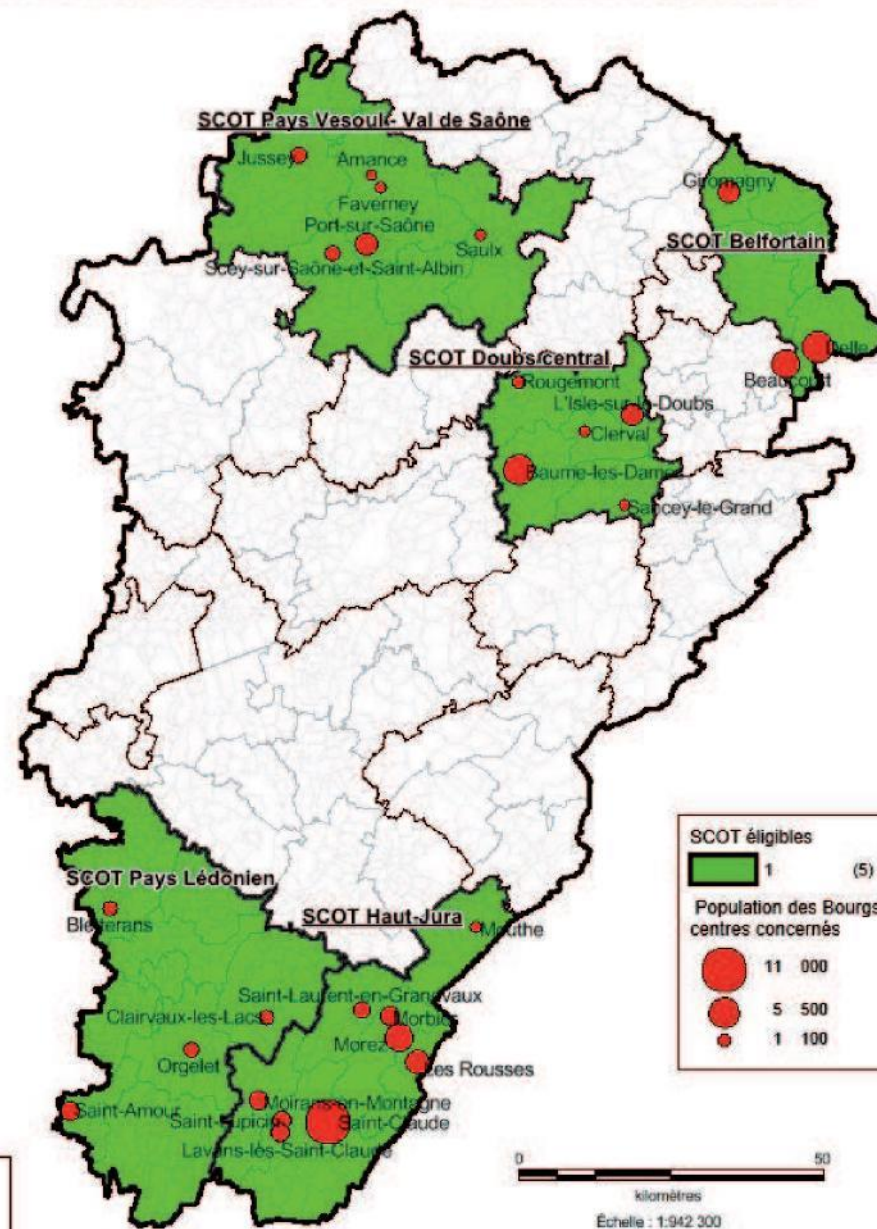 SCOT Pays Vesoul - Val de Saône
Jussey
Amance
Faverney
Port-sur-Saône
Scey-sur-Saône-et-Saint-Albin
Saulx
Giromagny
SCOT Belfortain
Delle
Beaucourt
SCOT Doubs central
Rougemont
L'Isle-sur-le-Doubs
Clerval
Baume-les-Dames
Sancey-le-Grand
SCOT Pays Lédonien
Bletterans
SCOT Haut-Jura
Mouthe
Saint-Laurent-en-Grandvaux
Clairvaux-les-Lacs
Morbier
Morez
Orgelet
Les Rousses
Saint-Amour
Moirans-en-Montagne
Saint-Lupicin
Saint-Claude
Lavans-lès-Saint-Claude
SCOT éligibles
1 (5)
Population des Bourgs
centres concernés
11 000
5 500
1 100
0 50
kilomètres
Échelle : 1:942 300